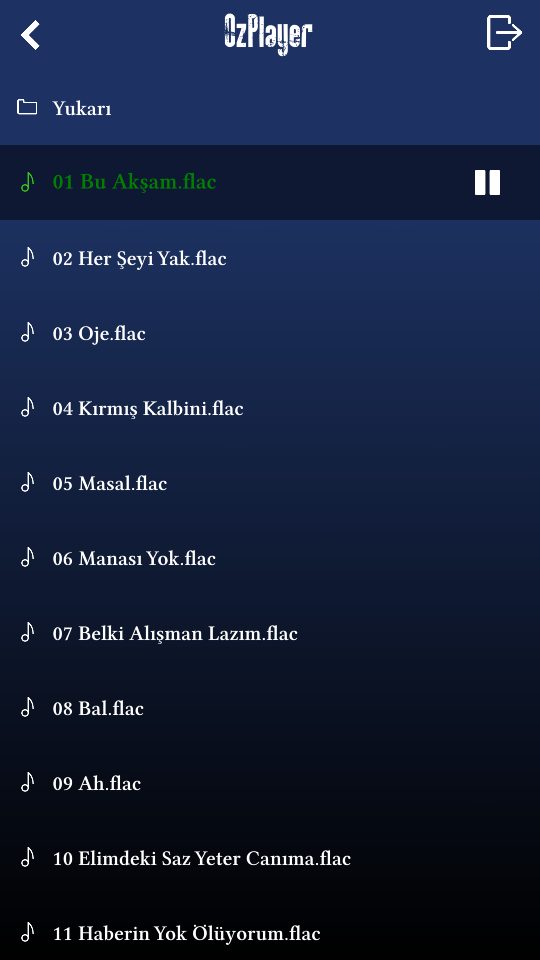 OzPlayer
Yukarı
01 Bu Akşam.flac
02 Her Şeyi Yak.flac
03 Oje.flac
04 Kırmış Kalbini.flac
05 Masal.flac
06 Manası Yok.flac
07 Belki Alışman Lazım.flac
08 Bal.flac
09 Ah.flac
10 Elimdeki Saz Yeter Canıma.flac
11 Haberin Yok Ölüyorum.flac